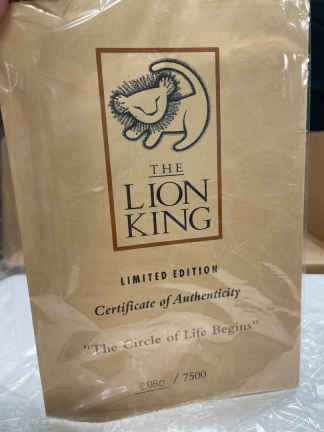 THE
LION
KING
LIMITED EDITION
Certificate of Authenticity
"The Circle of Life Begins"
/ 7500